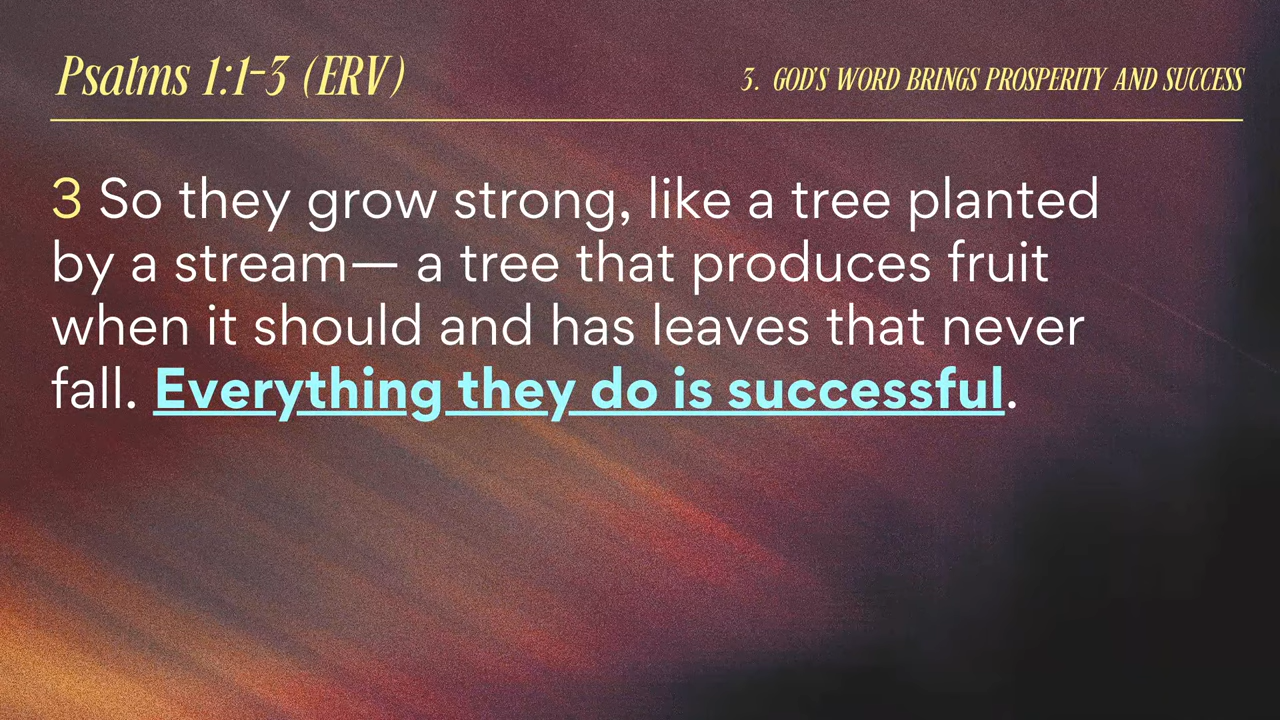 Psalms 1:1-3 (ERV)
3. GOD'S WORD BRINGS PROSPERITY AND SUCCESS
3 So they grow strong, like a tree planted
by a stream— a tree that produces fruit
when it should and has leaves that never
fall. Everything they do is successful.